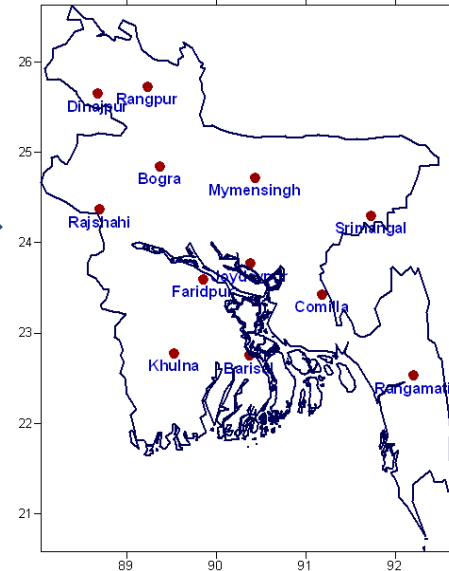 26
Rangpur
Dinajpur
25
Bogra
Mymensingh
Rajshahi
Srimangal
24
Faridpur
Comilla
23
Khulna
Barisal
Rangamati
22
21
89
90
91
92